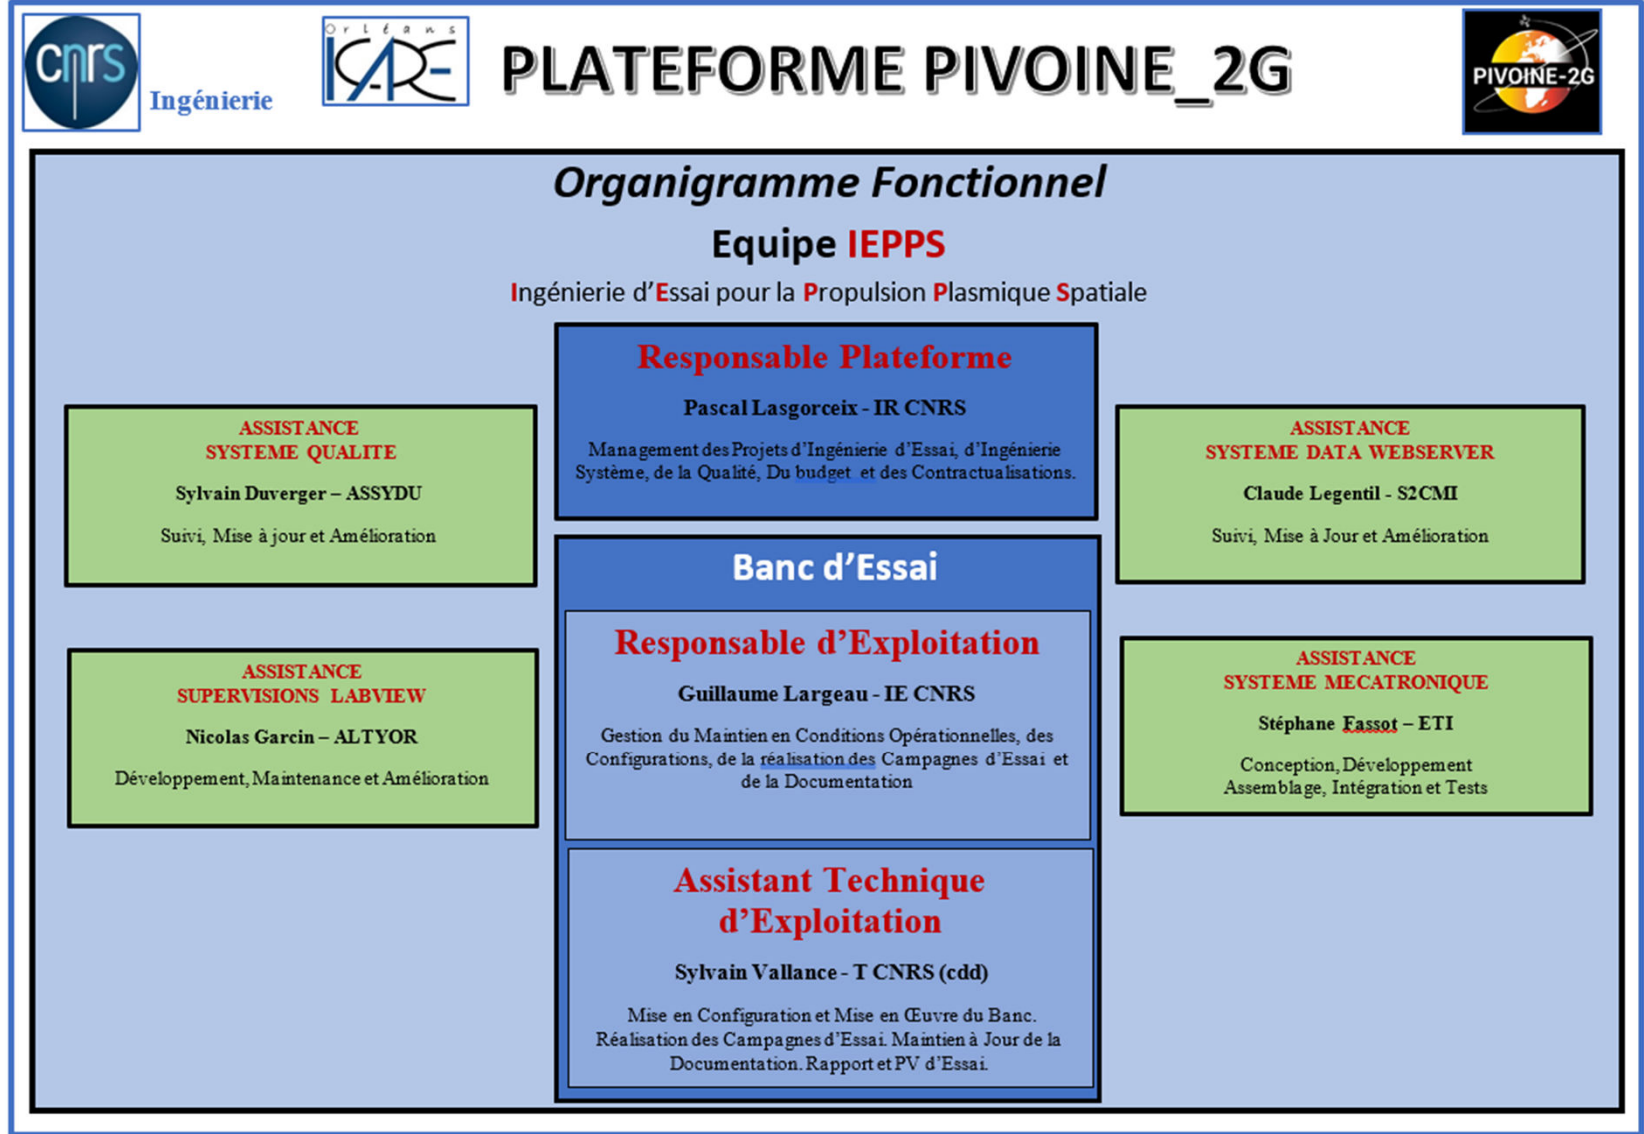 cnrs
Ingénierie
Orléans
ICARE
PLATEFORME PIVOINE_2G
PIVOINE-2G
Organigramme Fonctionnel
Equipe IEPPS
Ingénierie d’Essai pour la Propulsion Plasmique Spatiale
Responsable Plateforme
Pascal Lasgorceix - IR CNRS
Management des Projets d’Ingénierie d’Essai, d’Ingénierie
Système, de la Qualité, Du budget et des Contractualisations.
ASSISTANCE
SYSTEME QUALITE
Sylvain Duverger – ASSYDU
Suivi, Mise à jour et Amélioration
ASSISTANCE
SYSTEME DATA WEBSERVER
Claude Legentil - S2CMI
Suivi, Mise à Jour et Amélioration
Banc d’Essai
Responsable d’Exploitation
Guillaume Largeau - IE CNRS
Gestion du Maintien en Conditions Opérationnelles, des
Configurations, de la réalisation des Campagnes d’Essai et
de la Documentation
ASSISTANCE
SUPERVISIONS LABVIEW
Nicolas Garcin – ALTYOR
Développement, Maintenance et Amélioration
ASSISTANCE
SYSTEME MECATRONIQUE
Stéphane Fassot – ETI
Conception, Développement
Assemblage, Intégration et Tests
Assistant Technique
d’Exploitation
Sylvain Vallance - T CNRS (cdd)
Mise en Configuration et Mise en Œuvre du Banc.
Réalisation des Campagnes d’Essai. Maintien à Jour de la
Documentation. Rapport et PV d’Essai.